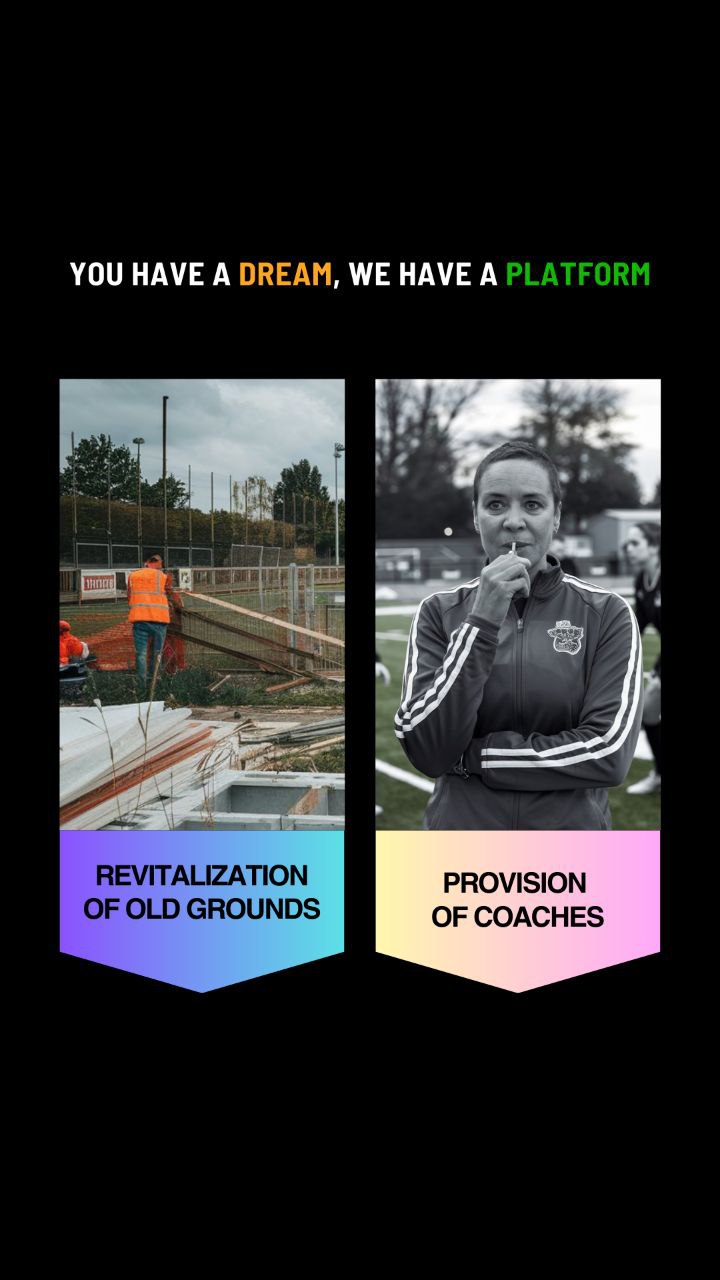 YOU HAVE A DREAM, WE HAVE A PLATFORM
REVITALIZATION
OF OLD GROUNDS
PROVISION
OF COACHES